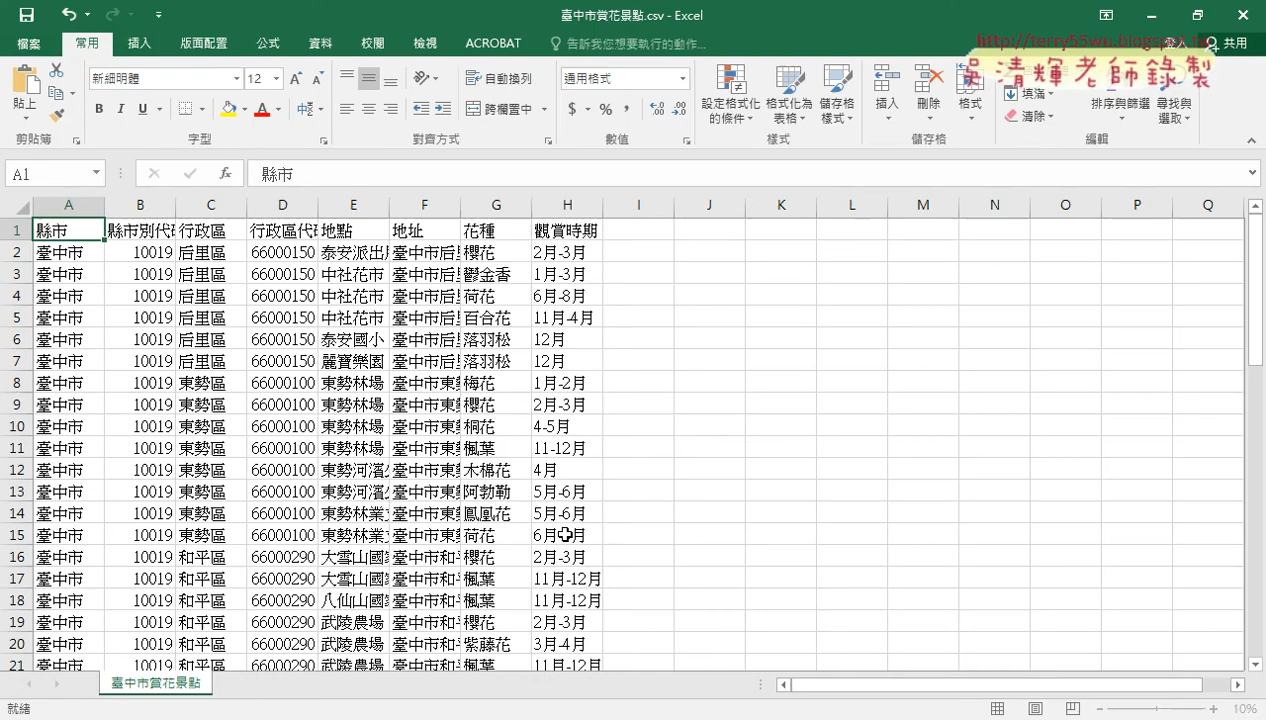 臺中市賞花景點.csv - Excel
http://terry55wu.blogspot.tw
吳清輝老師錄製
檔案 常用 插入 版面配置 公式 資料 校閱 檢視 ACROBAT 告訴我您想要執行的動作... 登入 共用
貼上 新細明體 12 自動換列 通用格式 設定格式化的條件 格式化為表格 儲存格樣式 插入 刪除 格式 填滿 排序與篩選 尋找與選取
B I U 跨欄置中 $ % 清除
剪貼簿 字型 對齊方式 數值 樣式 儲存格 編輯
A1 fx 縣市
A B C D E F G H I J K L M N O P Q
1 縣市 縣市別代 行政區 行政區代 地點 地址 花種 觀賞時期
2 臺中市 10019 后里區 66000150 泰安派出 臺中市后 櫻花 2月-3月
3 臺中市 10019 后里區 66000150 中社花市 臺中市后 鬱金香 1月-3月
4 臺中市 10019 后里區 66000150 中社花市 臺中市后 荷花 6月-8月
5 臺中市 10019 后里區 66000150 中社花市 臺中市后 百合花 11月-4月
6 臺中市 10019 后里區 66000150 泰安國小 臺中市后 落羽松 12月
7 臺中市 10019 后里區 66000150 麗寶樂園 臺中市后 落羽松 12月
8 臺中市 10019 東勢區 66000100 東勢林場 臺中市東 梅花 1月-2月
9 臺中市 10019 東勢區 66000100 東勢林場 臺中市東 櫻花 2月-3月
10 臺中市 10019 東勢區 66000100 東勢林場 臺中市東 桐花 4-5月
11 臺中市 10019 東勢區 66000100 東勢林場 臺中市東 楓葉 11-12月
12 臺中市 10019 東勢區 66000100 東勢河濱 臺中市東 木棉花 4月
13 臺中市 10019 東勢區 66000100 東勢河濱 臺中市東 阿勃勒 5月-6月
14 臺中市 10019 東勢區 66000100 東勢林業 臺中市東 鳳凰花 5月-6月
15 臺中市 10019 東勢區 66000100 東勢林業 臺中市東 荷花 6月 月
16 臺中市 10019 和平區 66000290 大雪山國 臺中市和 櫻花 2月-3月
17 臺中市 10019 和平區 66000290 大雪山國 臺中市和 楓葉 11月-12月
18 臺中市 10019 和平區 66000290 八仙山國 臺中市和 楓葉 11月-12月
19 臺中市 10019 和平區 66000290 武陵農場 臺中市和 櫻花 2月-3月
20 臺中市 10019 和平區 66000290 武陵農場 臺中市和 紫藤花 3月-4月
21 臺中市 10019 和平區 66000290 武陵農場 臺中市和 楓葉 11月-12月
臺中市賞花景點
就緒 10%